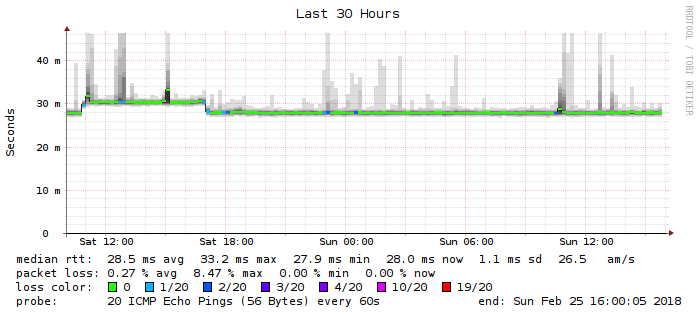 Last 30 Hours
RRDTOOL / TOBI OETIKER
Seconds
40 m
30 m
20 m
10 m
0
Sat 12:00 Sat 18:00 Sun 00:00 Sun 06:00 Sun 12:00
median rtt: 28.5 ms avg 33.2 ms max 27.9 ms min 28.0 ms now 1.1 ms sd 26.5 am/s
packet loss: 0.27 % avg 8.47 % max 0.00 % min 0.00 % now
loss color: 0 1/20 2/20 3/20 4/20 10/20 19/20
probe: 20 ICMP Echo Pings (56 Bytes) every 60s end: Sun Feb 25 16:00:05 2018